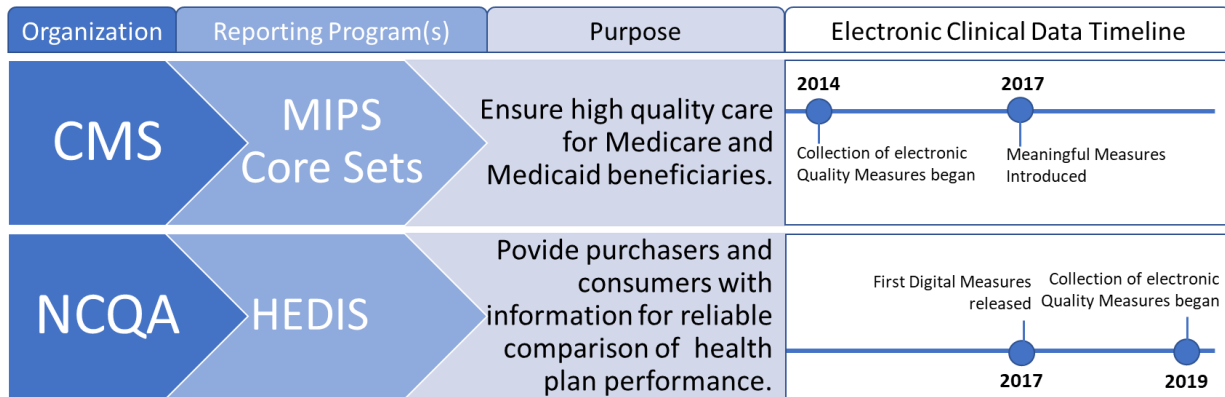 Organization
Reporting Program(s)
Purpose
Electronic Clinical Data Timeline
CMS
MIPS
Core Sets
Ensure high quality care
for Medicare and
Medicaid beneficiaries.
2014
Collection of electronic
Quality Measures began
2017
Meaningful Measures
Introduced
NCQA
HEDIS
Povide purchasers and
consumers with
information for reliable
comparison of health
plan performance.
First Digital Measures
released
2017
Collection of electronic
Quality Measures began
2019